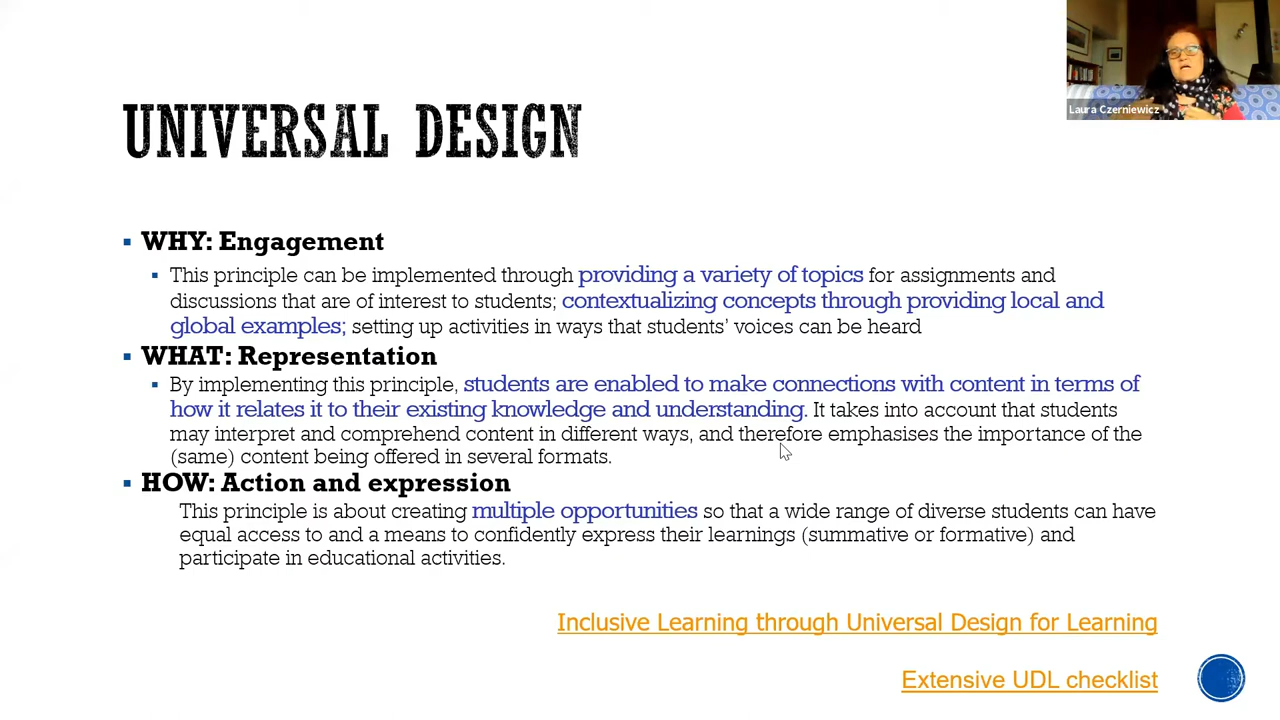 Laura Czerniewicz
UNIVERSAL DESIGN
WHY: Engagement
This principle can be implemented through providing a variety of topics for assignments and
discussions that are of interest to students; contextualizing concepts through providing local and
global examples; setting up activities in ways that students’ voices can be heard
WHAT: Representation
By implementing this principle, students are enabled to make connections with content in terms of
how it relates it to their existing knowledge and understanding. It takes into account that students
may interpret and comprehend content in different ways, and therefore emphasises the importance of the
(same) content being offered in several formats.
HOW: Action and expression
This principle is about creating multiple opportunities so that a wide range of diverse students can have
equal access to and a means to confidently express their learnings (summative or formative) and
participate in educational activities.
Inclusive Learning through Universal Design for Learning
Extensive UDL checklist